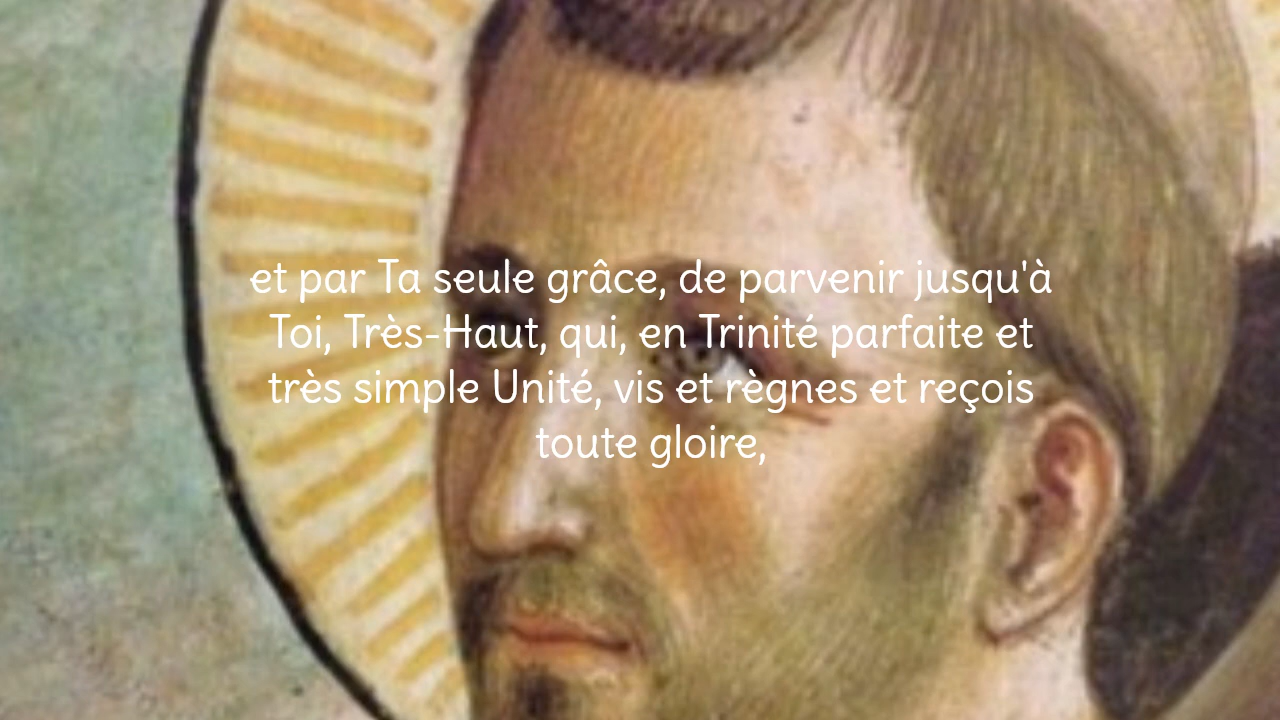 et par Ta seule grâce, de parvenir jusqu'à
Toi, Très-Haut, qui, en Trinité parfaite et
très simple Unité, vis et règnes et reçois
toute gloire,